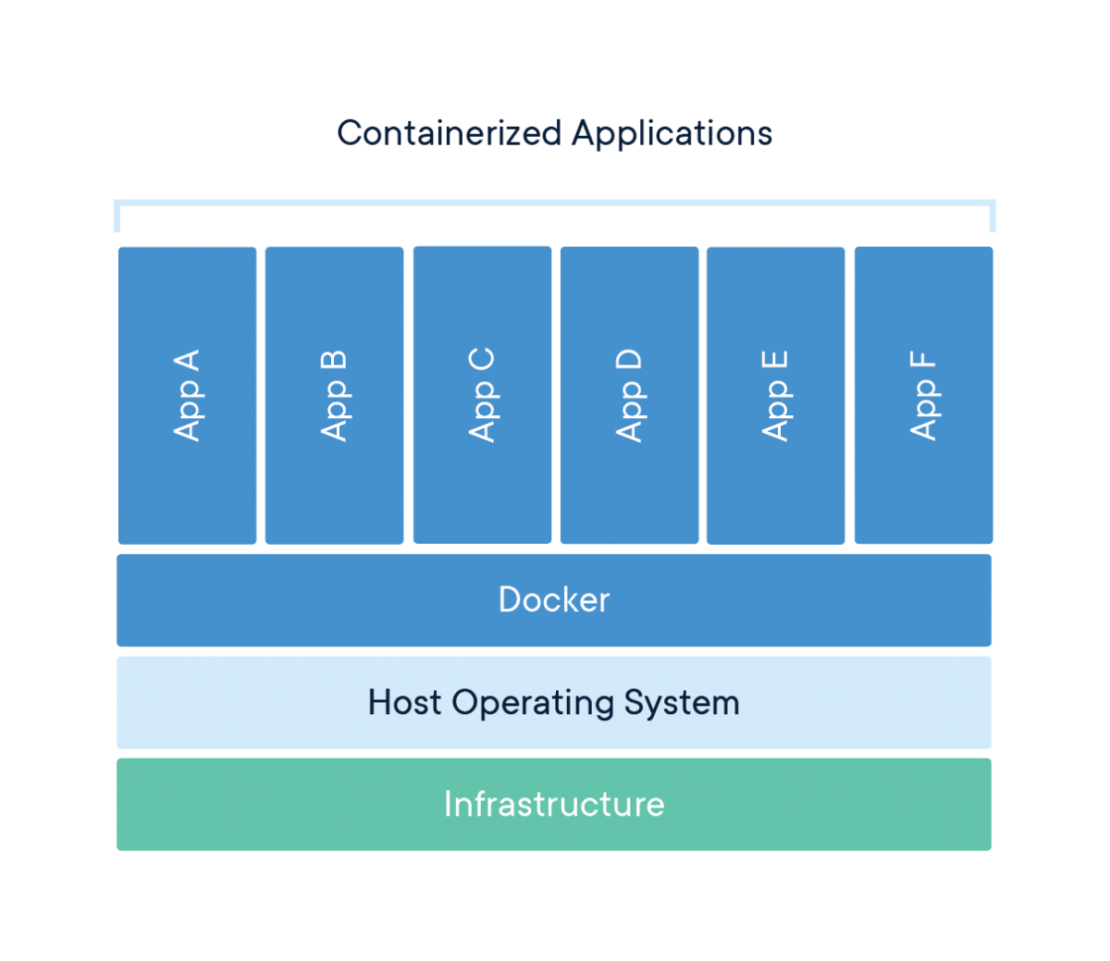 Containerized Applications
App A
App B
App C
App D
App E
App F
Docker
Host Operating System
Infrastructure